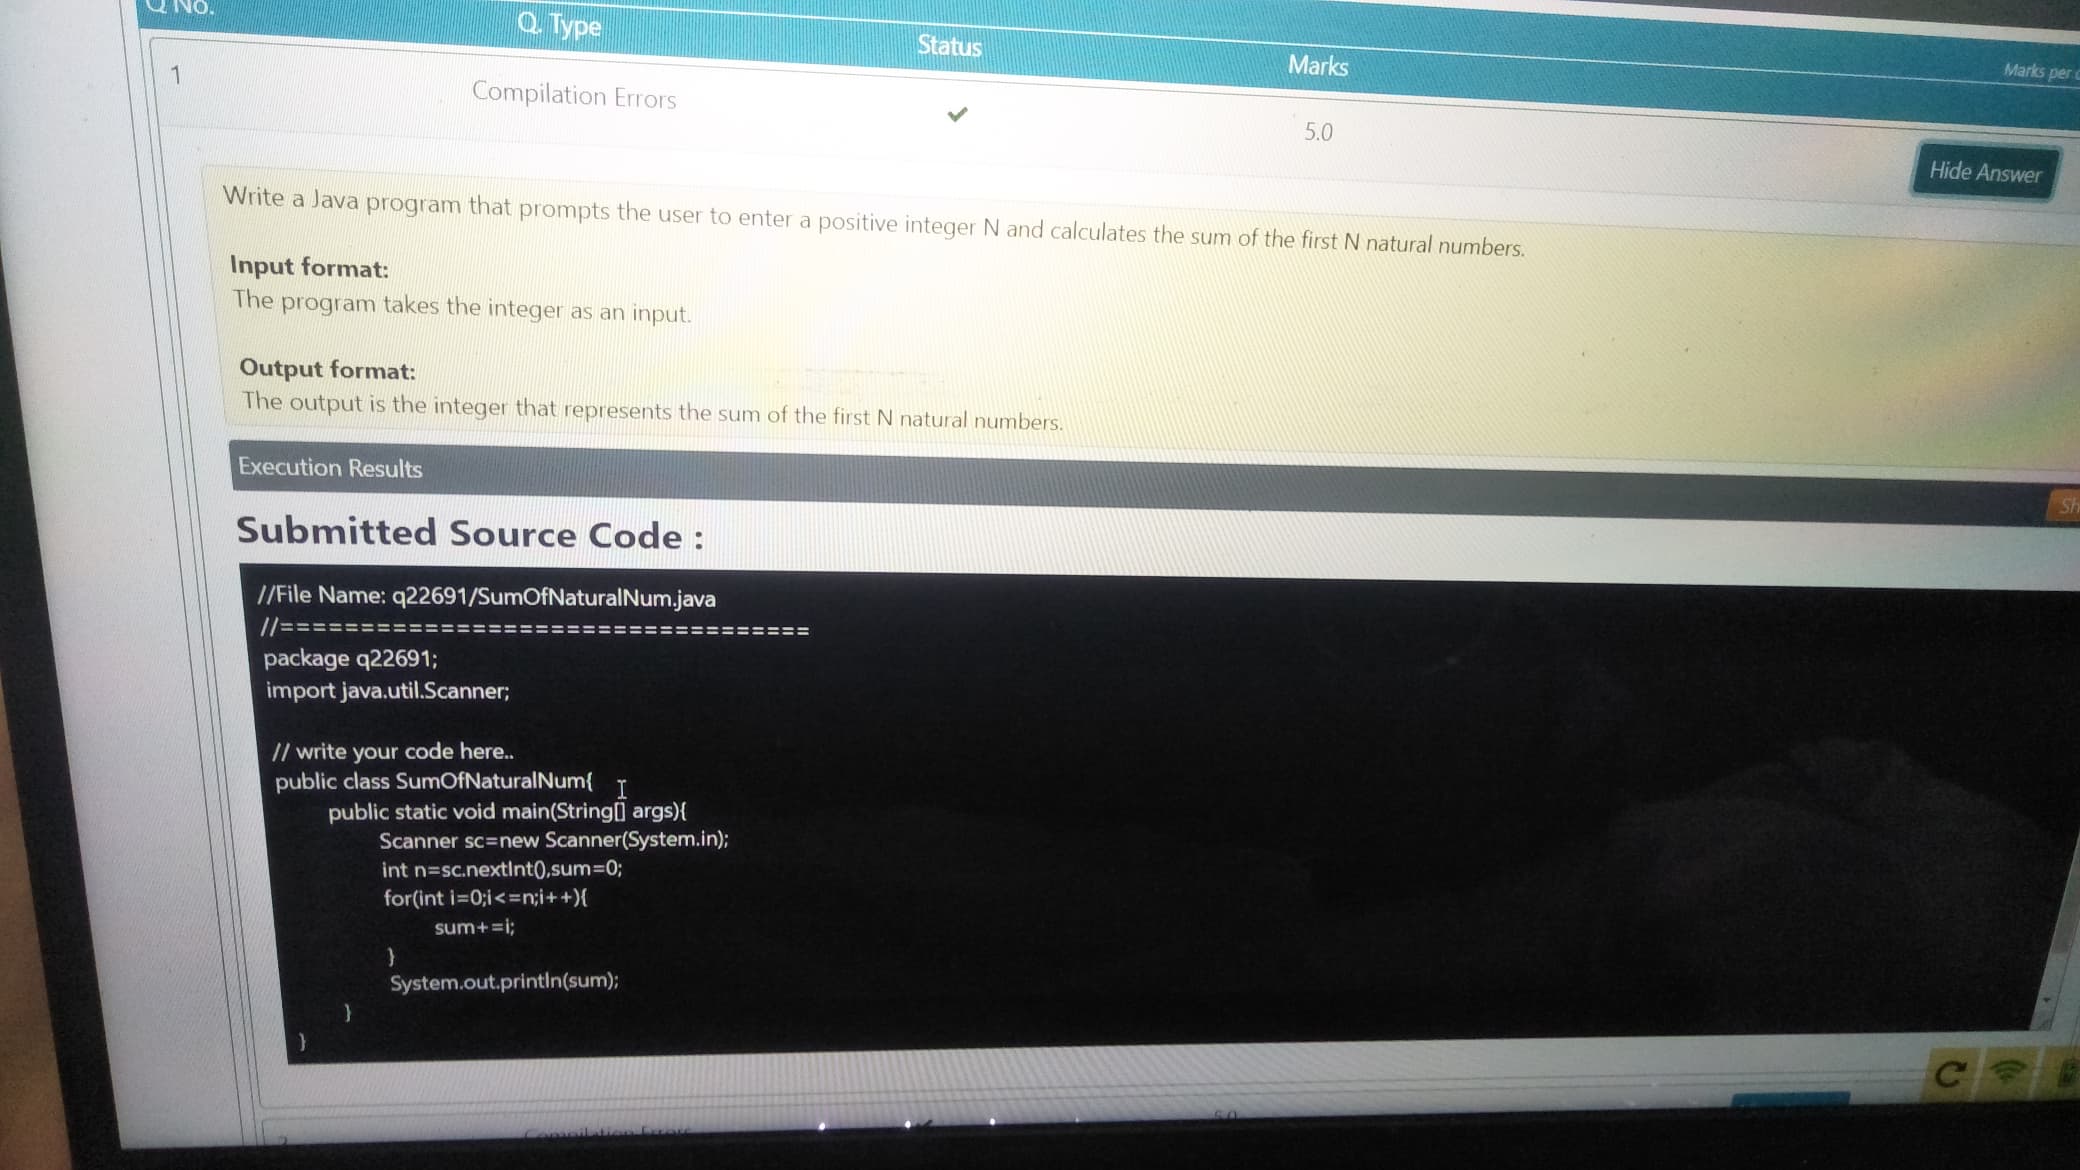 Q No.
Q. Type
Status
Marks
Marks per
1
Compilation Errors
5.0
Hide Answer
Write a Java program that prompts the user to enter a positive integer N and calculates the sum of the first N natural numbers.
Input format:
The program takes the integer as an input.
Output format:
The output is the integer that represents the sum of the first N natural numbers.
Execution Results
Sh
Submitted Source Code :
//File Name: q22691/SumOfNaturalNum.java
//==================================
package q22691;
import java.util.Scanner;
// write your code here..
public class SumOfNaturalNum{
public static void main(String[] args){
Scanner sc=new Scanner(System.in);
int n=sc.nextInt(),sum=0;
for(int i=0;i<=n;i++){
sum+=i;
}
System.out.println(sum);
}
}
Compilation Errors
5.0